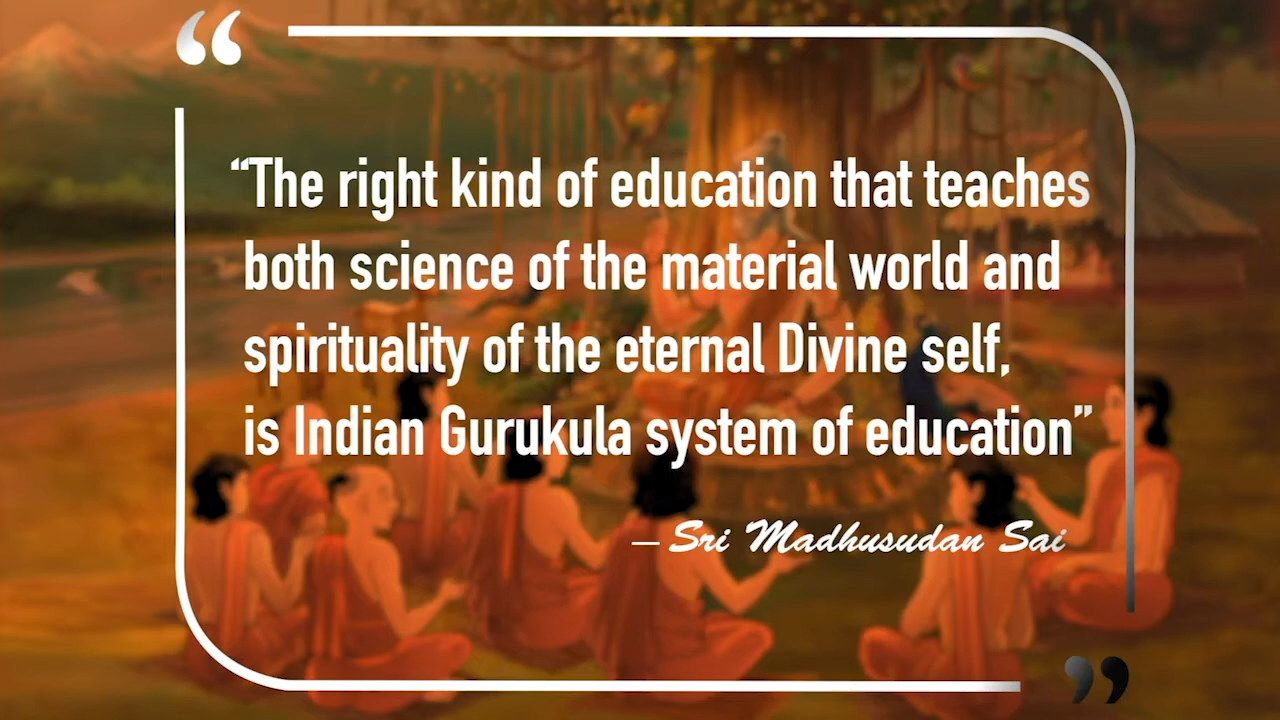 “The right kind of education that teaches
both science of the material world and
spirituality of the eternal Divine self,
is Indian Gurukula system of education”
– Sri Madhusudan Sai